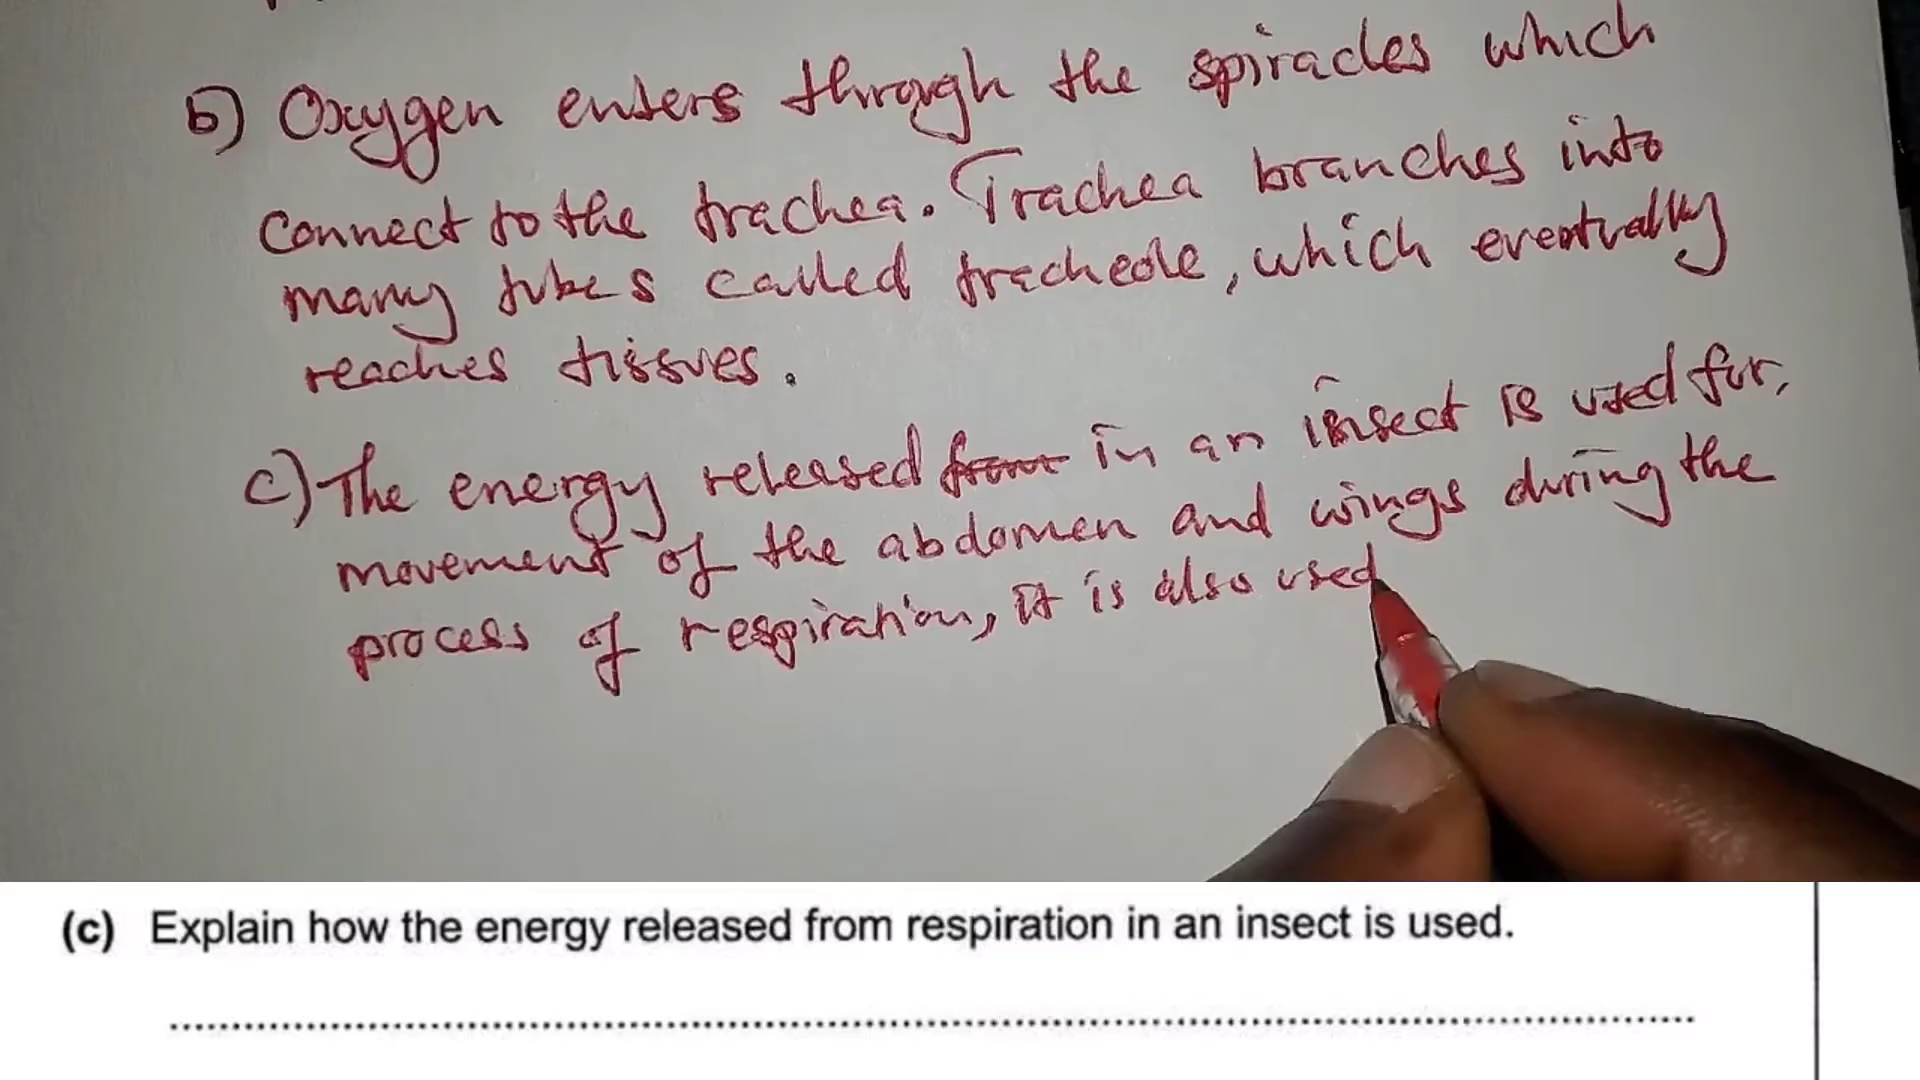 b) Oxygen enters through the spiracles which
connect to the trachea. Trachea branches into
many tubes called tracheole, which eventually
reaches tissues.
c) The energy released from in an insect is used for,
movement of the abdomen and wings during the
process of respiration, it is also used
(c) Explain how the energy released from respiration in an insect is used.